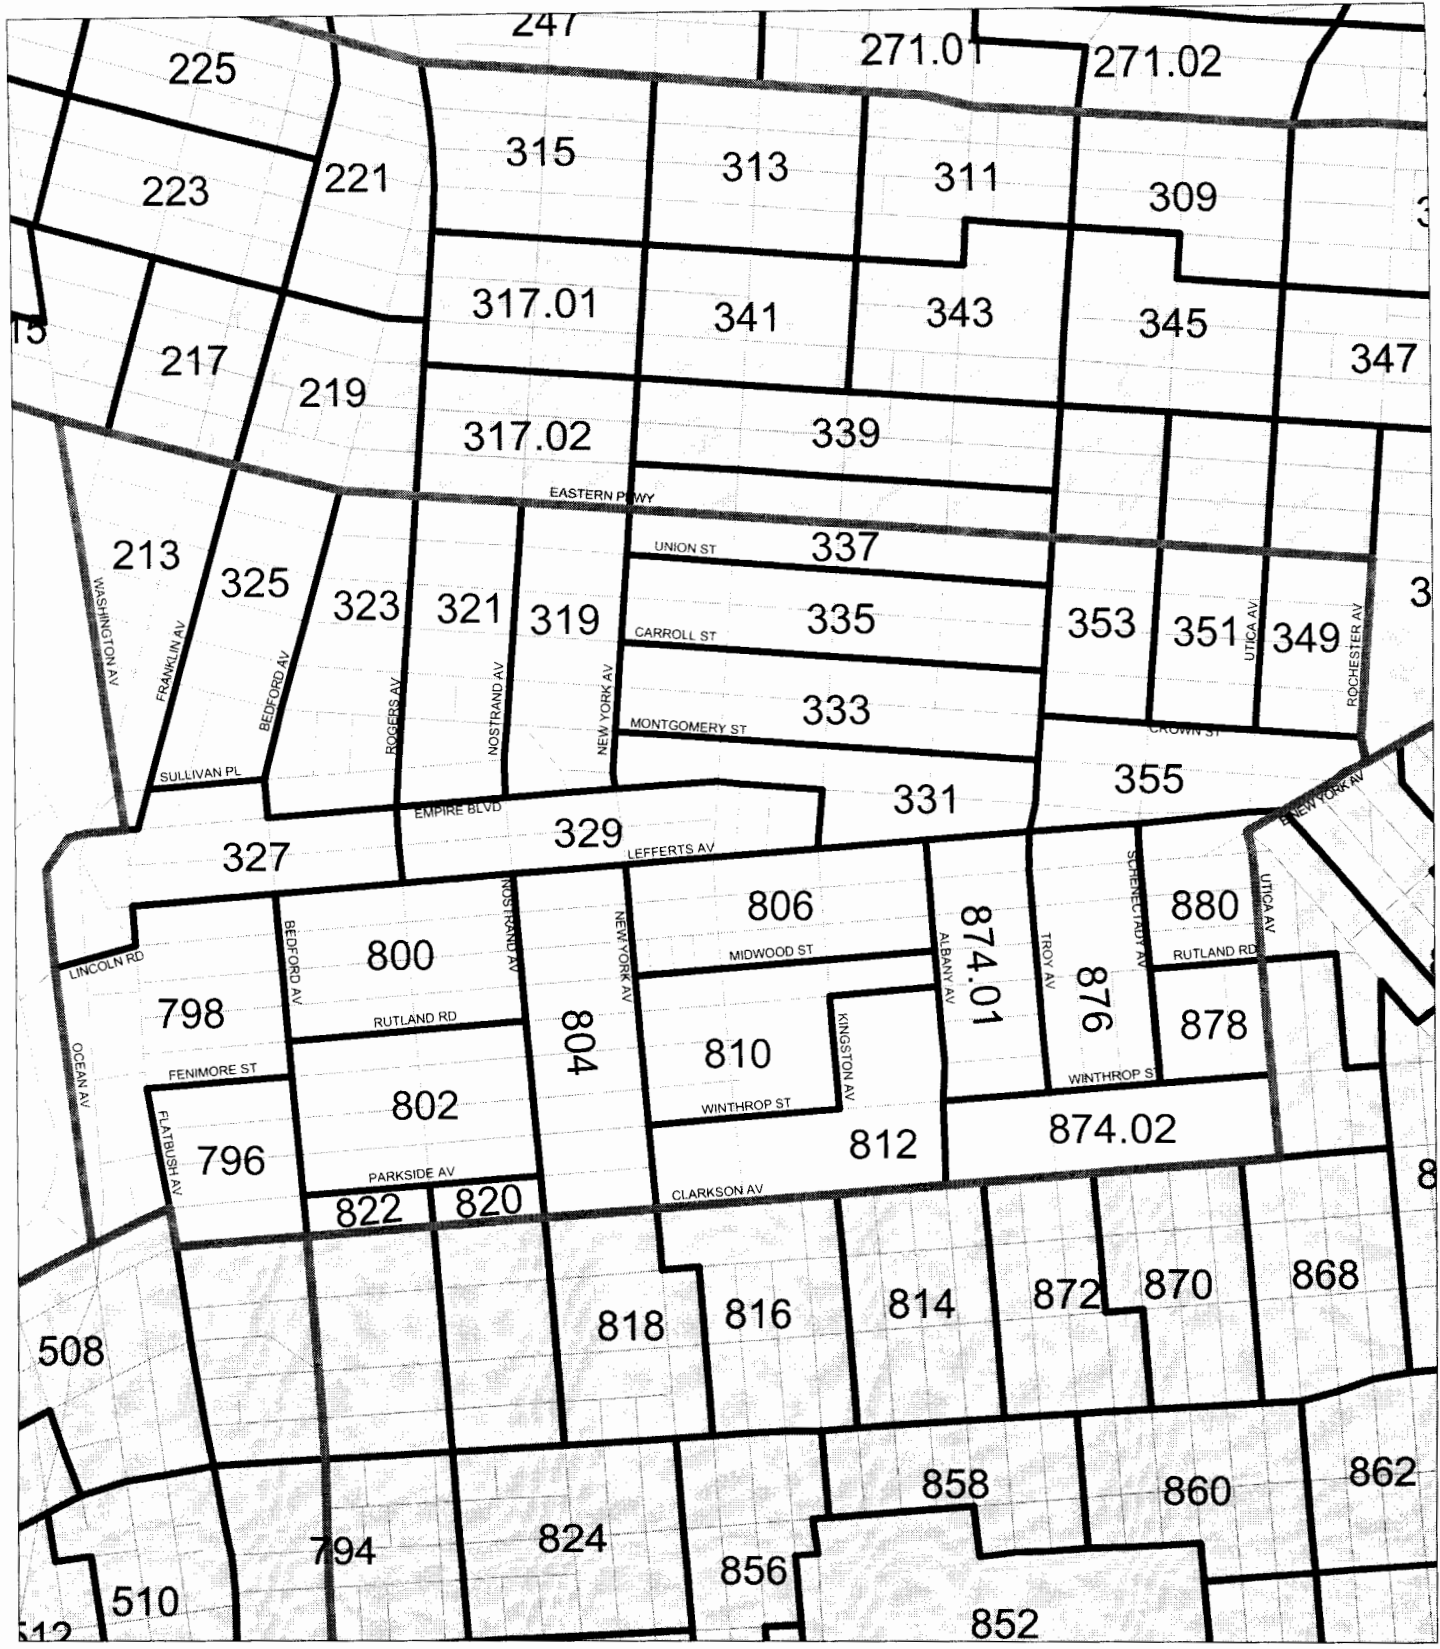 247
271.01
271.02
225
315
313
311
309
223
221
317.01
341
343
345
347
15
217
219
317.02
339
EASTERN PKWY
UNION ST
337
213
325
323
321
319
335
353
351
349
WASHINGTON AV
FRANKLIN AV
BEDFORD AV
ROGERS AV
NOSTRAND AV
NEW YORK AV
CARROLL ST
UTICA AV
ROCHESTER AV
333
MONTGOMERY ST
CROWN ST
SULLIVAN PL
355
331
EMPIRE BLVD
329
LEFFERTS AV
327
E NEW YORK AV
806
880
800
874.01
876
BEDFORD AV
NOSTRAND AV
NEW YORK AV
ALBANY AV
TROY AV
SCHENECTADY AV
UTICA AV
LINCOLN RD
MIDWOOD ST
RUTLAND RD
798
RUTLAND RD
804
810
KINGSTON AV
878
OCEAN AV
FENIMORE ST
802
WINTHROP ST
WINTHROP ST
FLATBUSH AV
796
812
874.02
PARKSIDE AV
822
820
CLARKSON AV
508
818
816
814
872
870
868
858
860
862
794
824
856
510
852
512